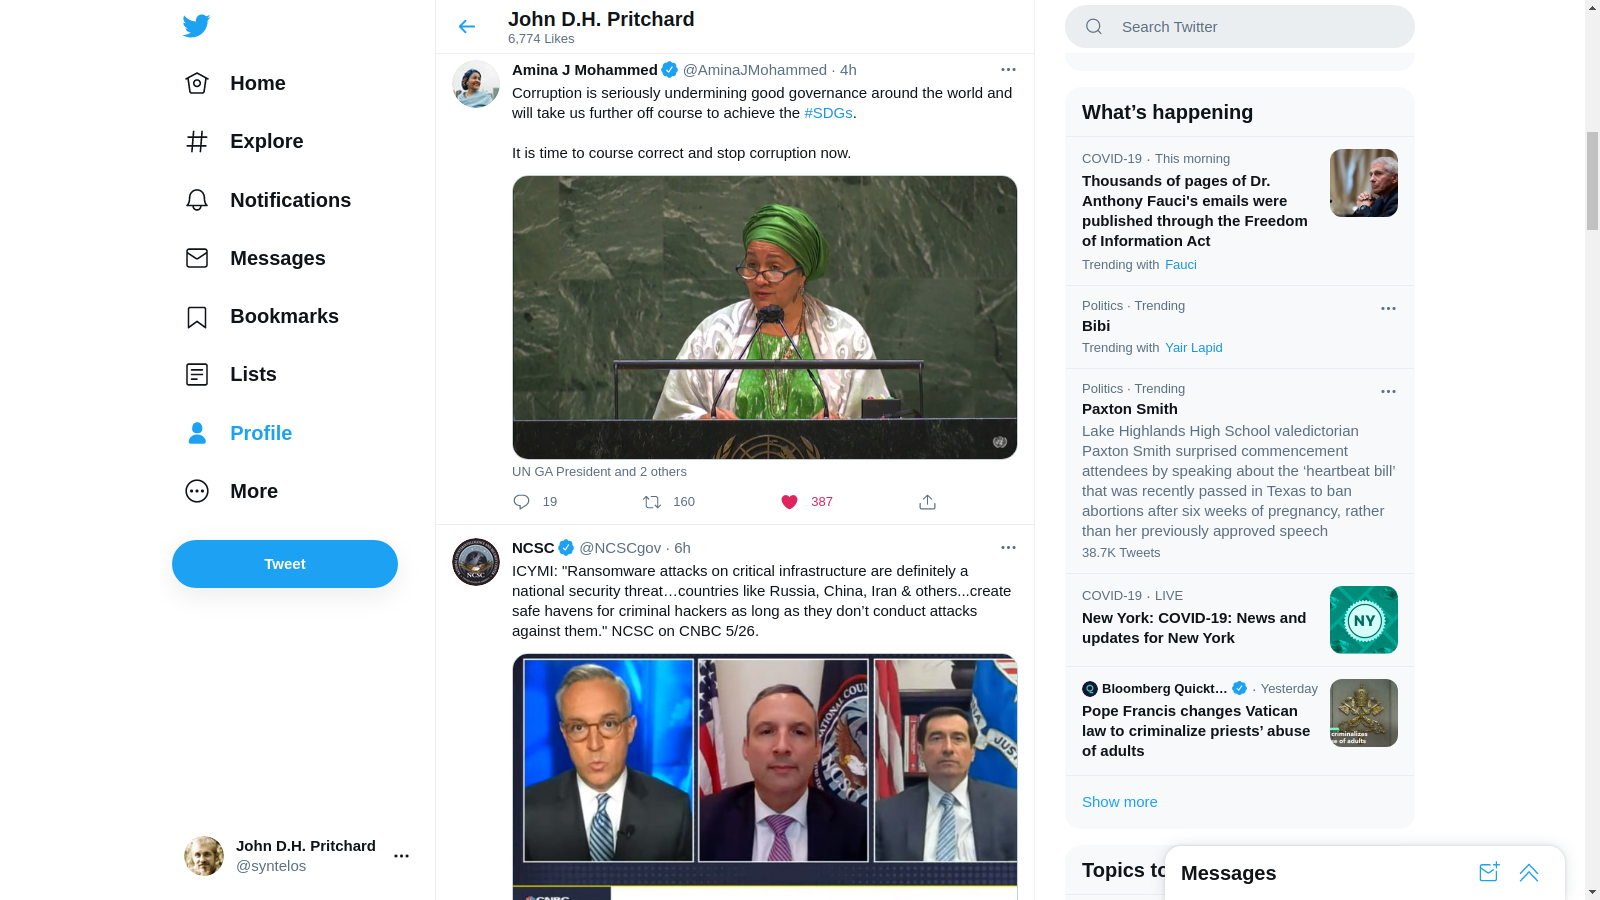 Home
Explore
Notifications
Messages
Bookmarks
Lists
Profile
More
Tweet
John D.H. Pritchard
@syntelos
John D.H. Pritchard
6,774 Likes
Amina J Mohammed @AminaJMohammed · 4h
Corruption is seriously undermining good governance around the world and
will take us further off course to achieve the #SDGs.
It is time to course correct and stop corruption now.
UN GA President and 2 others
19
160
387
NCSC @NCSCgov · 6h
NCSC
ICYMI: "Ransomware attacks on critical infrastructure are definitely a
national security threat…countries like Russia, China, Iran & others...create
safe havens for criminal hackers as long as they don’t conduct attacks
against them." NCSC on CNBC 5/26.
Search Twitter
What’s happening
COVID-19 · This morning
Thousands of pages of Dr.
Anthony Fauci's emails were
published through the Freedom
of Information Act
Trending with Fauci
Politics · Trending
Bibi
Trending with Yair Lapid
Politics · Trending
Paxton Smith
Lake Highlands High School valedictorian
Paxton Smith surprised commencement
attendees by speaking about the ‘heartbeat bill’
that was recently passed in Texas to ban
abortions after six weeks of pregnancy, rather
than her previously approved speech
38.7K Tweets
COVID-19 · LIVE
New York: COVID-19: News and
updates for New York
NY
Bloomberg Quickt… · Yesterday
Pope Francis changes Vatican
law to criminalize priests’ abuse
of adults
criminalizes
of adults
Show more
Topics to
Messages